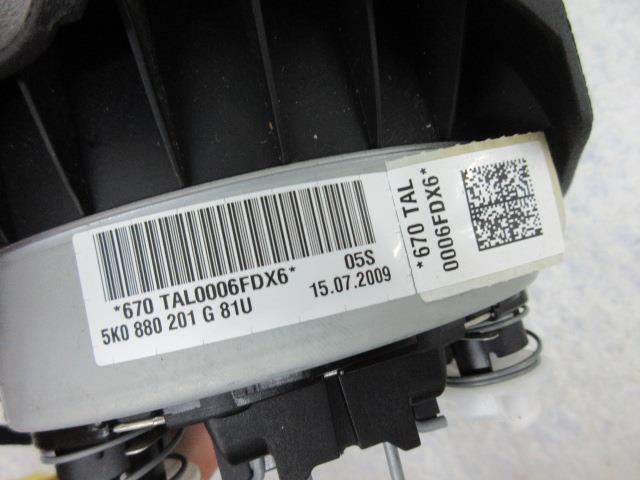 05S
*670 TAL0006FDX6* 15.07.2009
5K0 880 201 G 81U
*670 TAL
0006FDX6*